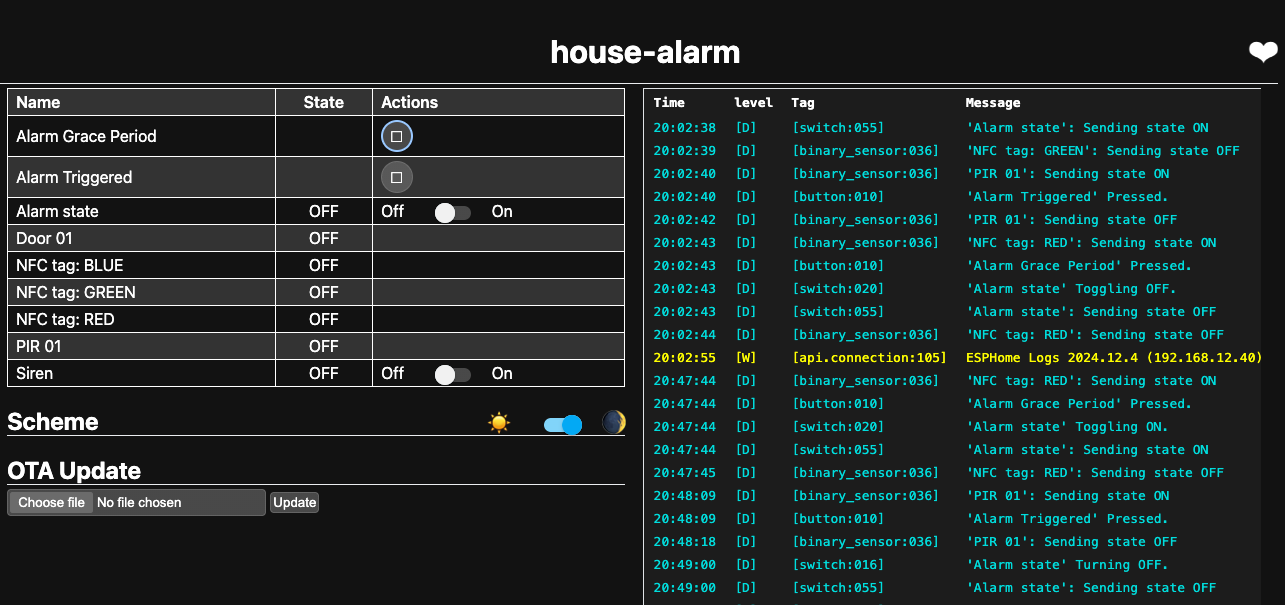 house-alarm
Name State Actions
Alarm Grace Period
Alarm Triggered
Alarm state OFF Off On
Door 01 OFF
NFC tag: BLUE OFF
NFC tag: GREEN OFF
NFC tag: RED OFF
PIR 01 OFF
Siren OFF Off On
Scheme
OTA Update
Choose file No file chosen Update
Time level Tag Message
20:02:38 [D] [switch:055] 'Alarm state': Sending state ON
20:02:39 [D] [binary_sensor:036] 'NFC tag: GREEN': Sending state OFF
20:02:40 [D] [binary_sensor:036] 'PIR 01': Sending state ON
20:02:40 [D] [button:010] 'Alarm Triggered' Pressed.
20:02:42 [D] [binary_sensor:036] 'PIR 01': Sending state OFF
20:02:43 [D] [binary_sensor:036] 'NFC tag: RED': Sending state ON
20:02:43 [D] [button:010] 'Alarm Grace Period' Pressed.
20:02:43 [D] [switch:020] 'Alarm state' Toggling OFF.
20:02:43 [D] [switch:055] 'Alarm state': Sending state OFF
20:02:44 [D] [binary_sensor:036] 'NFC tag: RED': Sending state OFF
20:02:55 [W] [api.connection:105] ESPHome Logs 2024.12.4 (192.168.12.40)
20:47:44 [D] [binary_sensor:036] 'NFC tag: RED': Sending state ON
20:47:44 [D] [button:010] 'Alarm Grace Period' Pressed.
20:47:44 [D] [switch:020] 'Alarm state' Toggling ON.
20:47:44 [D] [switch:055] 'Alarm state': Sending state ON
20:47:45 [D] [binary_sensor:036] 'NFC tag: RED': Sending state OFF
20:48:09 [D] [binary_sensor:036] 'PIR 01': Sending state ON
20:48:09 [D] [button:010] 'Alarm Triggered' Pressed.
20:48:18 [D] [binary_sensor:036] 'PIR 01': Sending state OFF
20:49:00 [D] [switch:016] 'Alarm state' Turning OFF.
20:49:00 [D] [switch:055] 'Alarm state': Sending state OFF